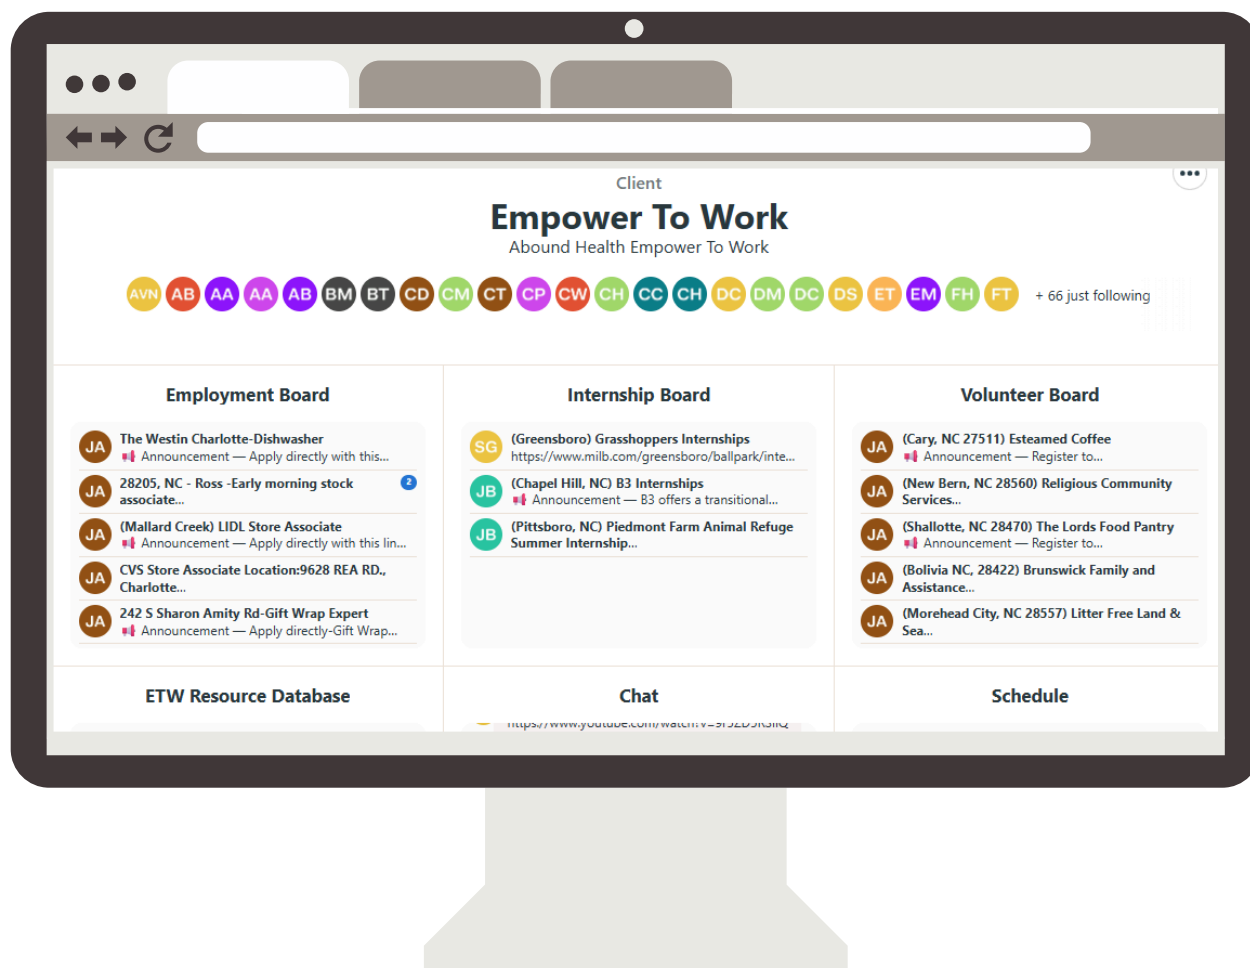 Client
Empower To Work
Abound Health Empower To Work
AVN AB AA AA AB BM BT CD CM CT CP CW CH CC CH DC DM DC DS ET EM FH FT + 66 just following
Employment Board
JA The Westin Charlotte-Dishwasher
Announcement — Apply directly with this...
JA 28205, NC - Ross -Early morning stock 2
associate...
JA (Mallard Creek) LIDL Store Associate
Announcement — Apply directly with this lin...
JA CVS Store Associate Location:9628 REA RD.,
Charlotte...
JA 242 S Sharon Amity Rd-Gift Wrap Expert
Announcement — Apply directly-Gift Wrap...
Internship Board
SG (Greensboro) Grasshoppers Internships
https://www.milb.com/greensboro/ballpark/inte...
JB (Chapel Hill, NC) B3 Internships
Announcement — B3 offers a transitional...
JB (Pittsboro, NC) Piedmont Farm Animal Refuge
Summer Internship...
Volunteer Board
JA (Cary, NC 27511) Esteamed Coffee
Announcement — Register to...
JA (New Bern, NC 28560) Religious Community
Services...
JA (Shallotte, NC 28470) The Lords Food Pantry
Announcement — Register to...
JA (Bolivia NC, 28422) Brunswick Family and
Assistance...
JA (Morehead City, NC 28557) Litter Free Land &
Sea...
ETW Resource Database
Chat
Schedule